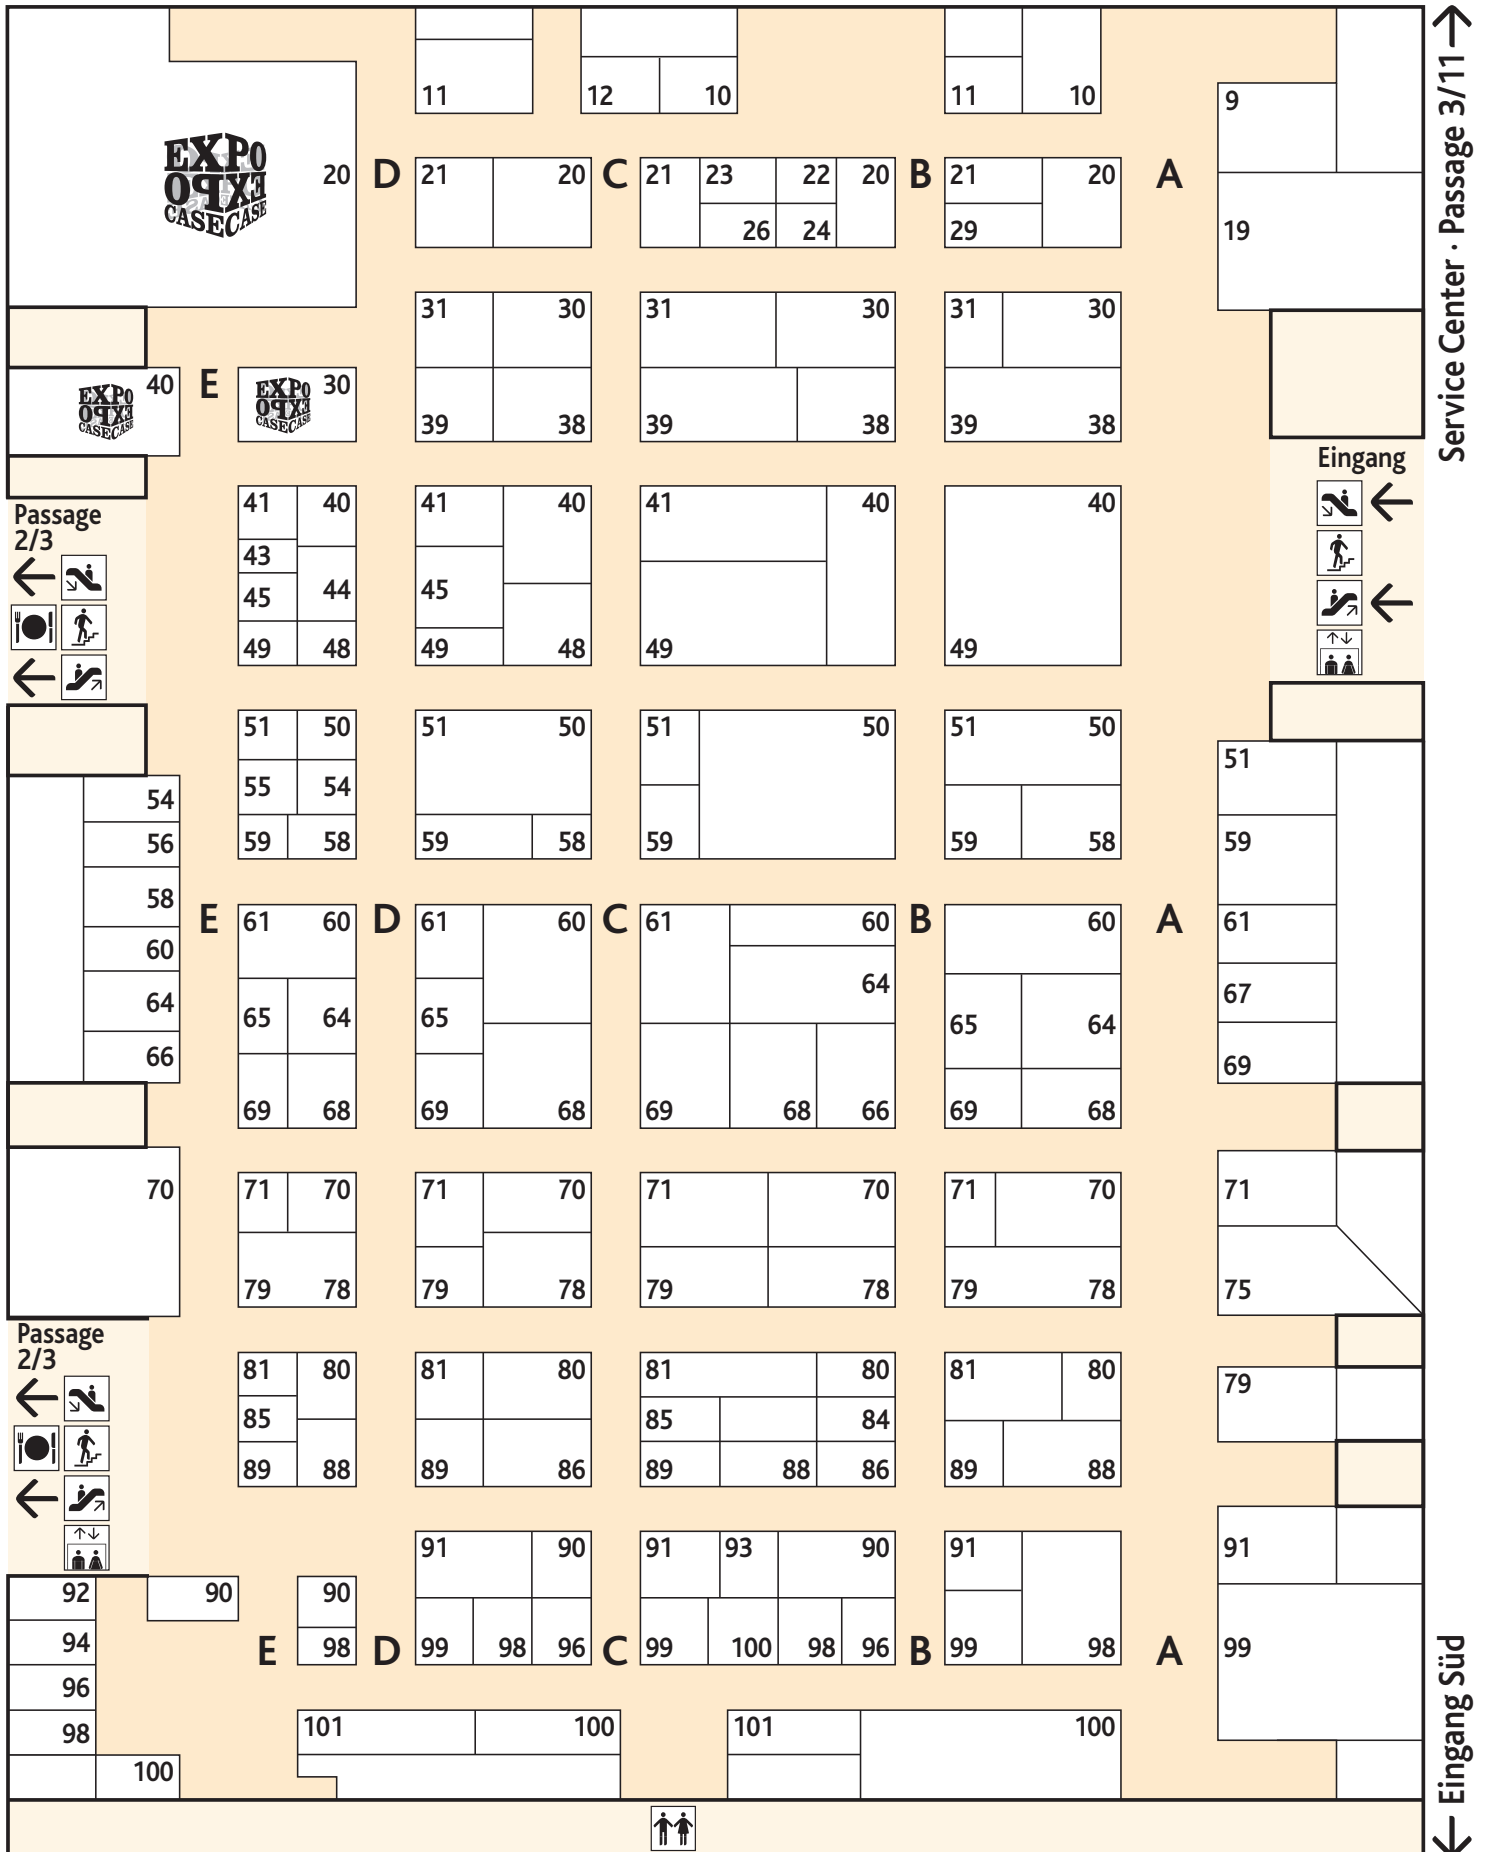 11
12 10
11 10
9
EXPO
OPXE
CASECASE
20 D 21 20 C 21 23 22 20 B 21 20 A
26 24 29 19
31 30 31 30 31 30
40 E 30
EXPO
OPXE
CASECASE
EXPO
OPXE
CASECASE
39 38 39 38 39 38
Service Center · Passage 3/11
Eingang
Passage
2/3
41 40 41 40 41 40 40
43
45 44 45
49 48 49 48 49 49
51 50 51 50 51 50 51 50 51
54 55 54
56 59 58 59 58 59 59 58 59
58
E 61 60 D 61 60 C 61 60 B 60 A 61
60
64 65 64 65 64 65 64 67
66 69
69 68 69 68 69 68 66 69 68
70 71 70 71 70 71 70 71 70 71
79 78 79 78 79 78 79 78 75
Passage
2/3
81 80 81 80 81 80 81 80 79
85 85 84
89 88 89 86 89 88 86 89 88
91 90 91 93 90 91 91
92 90 90
94 E 98 D 99 98 96 C 99 100 98 96 B 99 98 A 99
96
98 101 100 101 100
100
Eingang Süd